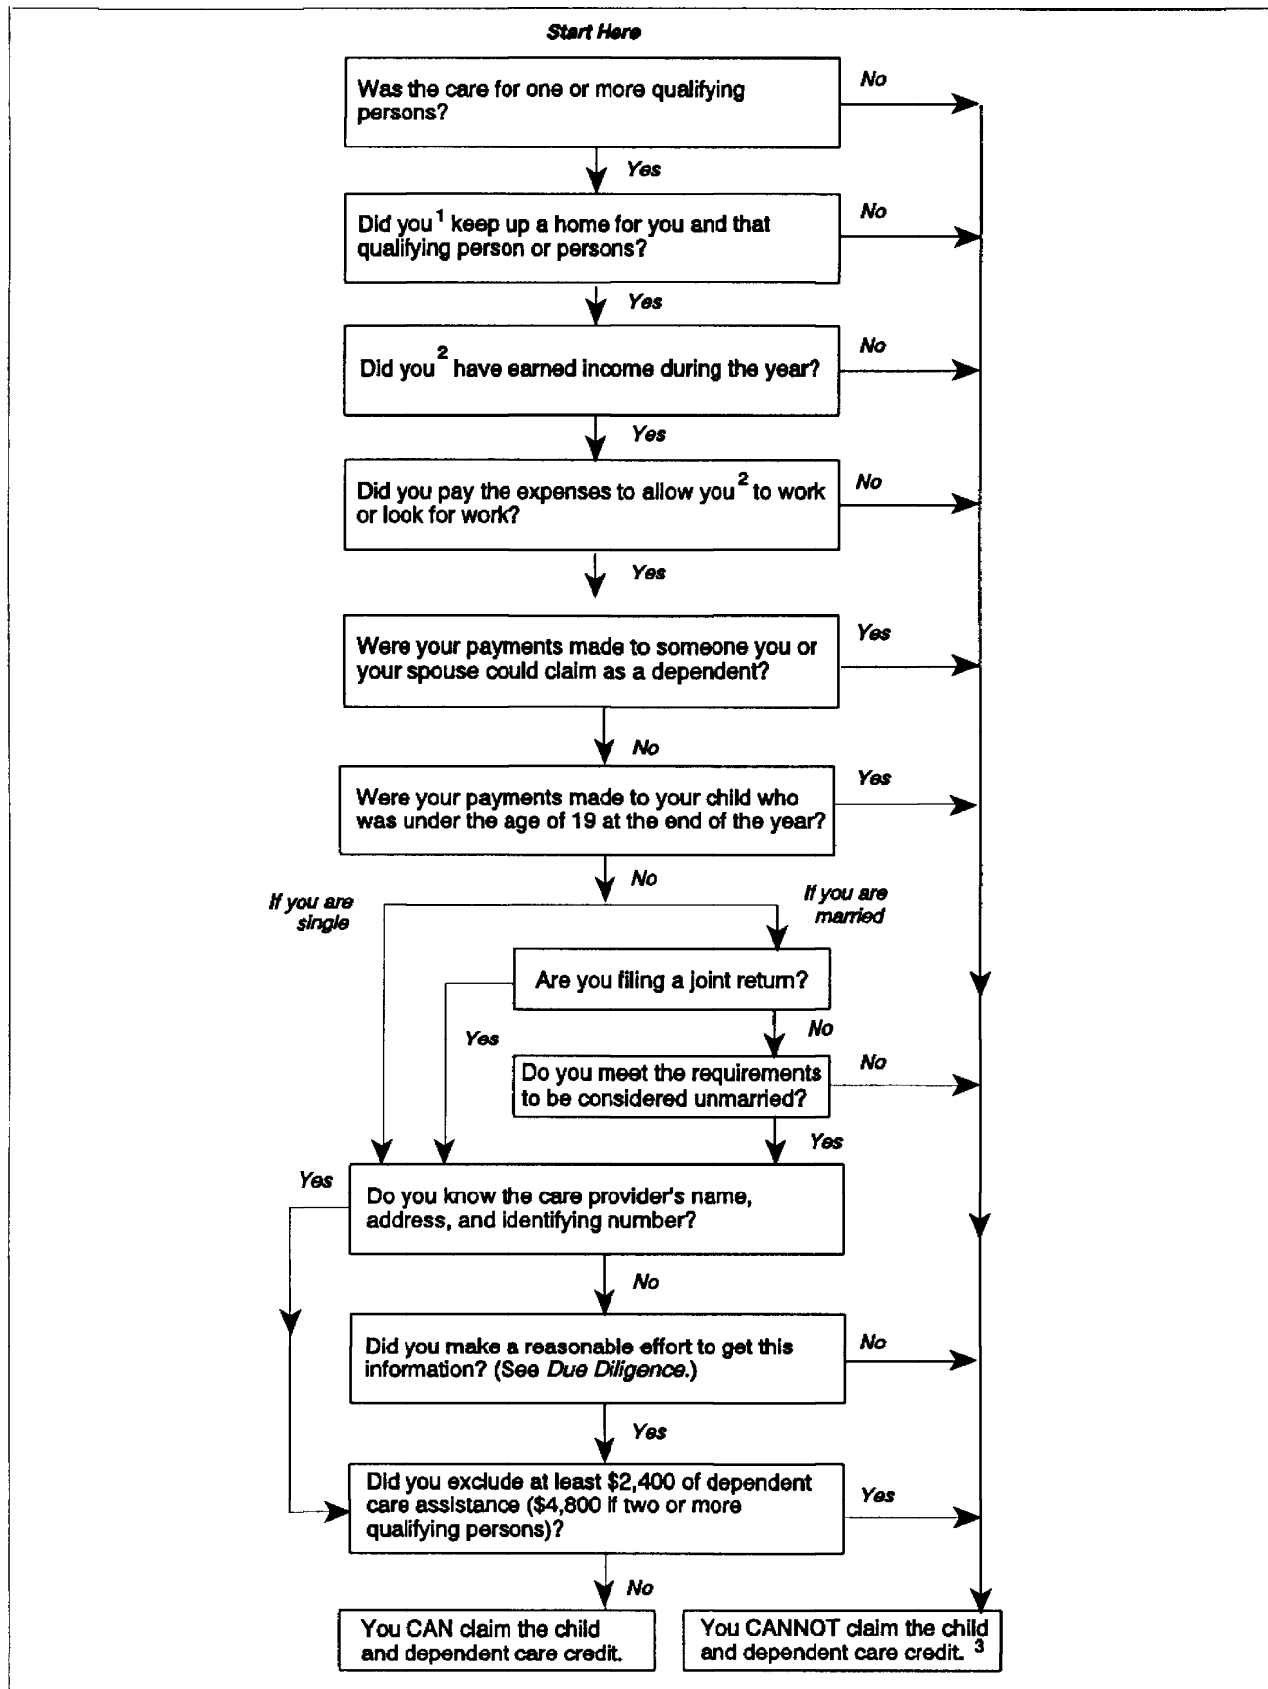 Start Here
Was the care for one or more qualifying
persons?
No
Yes
Did you1 keep up a home for you and that
qualifying person or persons?
No
Yes
Did you2 have earned income during the year?
No
Yes
Did you pay the expenses to allow you2 to work
or look for work?
No
Yes
Were your payments made to someone you or
your spouse could claim as a dependent?
Yes
No
Were your payments made to your child who
was under the age of 19 at the end of the year?
Yes
No
If you are
single
If you are
married
Are you filing a joint return?
Yes
No
Do you meet the requirements
to be considered unmarried?
No
Yes
Yes
Do you know the care provider's name,
address, and identifying number?
No
Did you make a reasonable effort to get this
information? (See Due Diligence.)
No
Yes
Did you exclude at least $2,400 of dependent
care assistance ($4,800 if two or more
qualifying persons)?
Yes
No
You CAN claim the child
and dependent care credit.
You CANNOT claim the child
and dependent care credit. 3